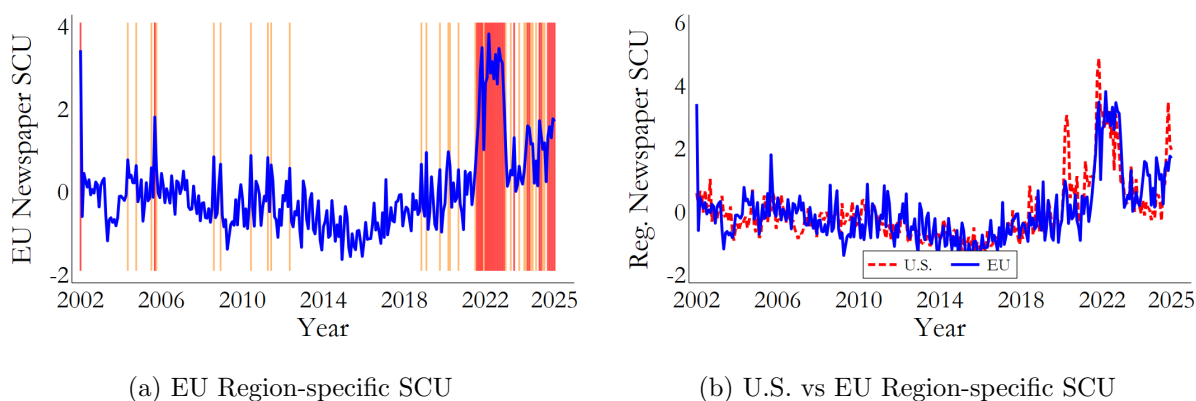 EU Newspaper SCU
4
2
0
-2
2002 2006 2010 2014 2018 2022 2025
Year
(a) EU Region-specific SCU
Reg. Newspaper SCU
6
4
2
0
-2
U.S. EU
2002 2006 2010 2014 2018 2022 2025
Year
(b) U.S. vs EU Region-specific SCU